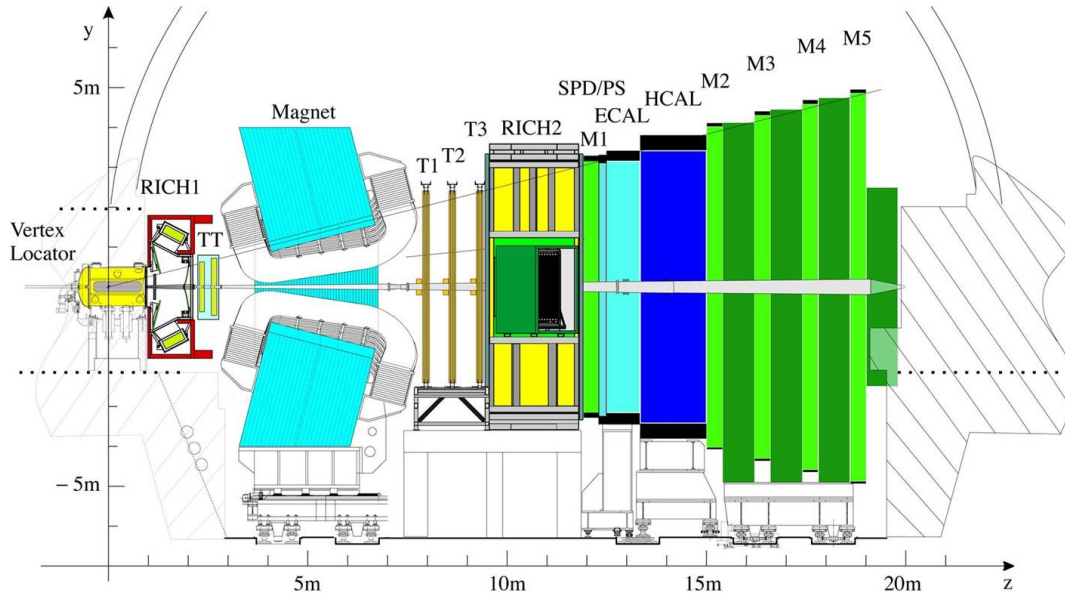 y
5m
Magnet
RICH1
Vertex
Locator
TT
T1
T2
T3
RICH2
M1
SPD/PS
ECAL
HCAL
M2
M3
M4
M5
− 5m
5m
10m
15m
20m
z